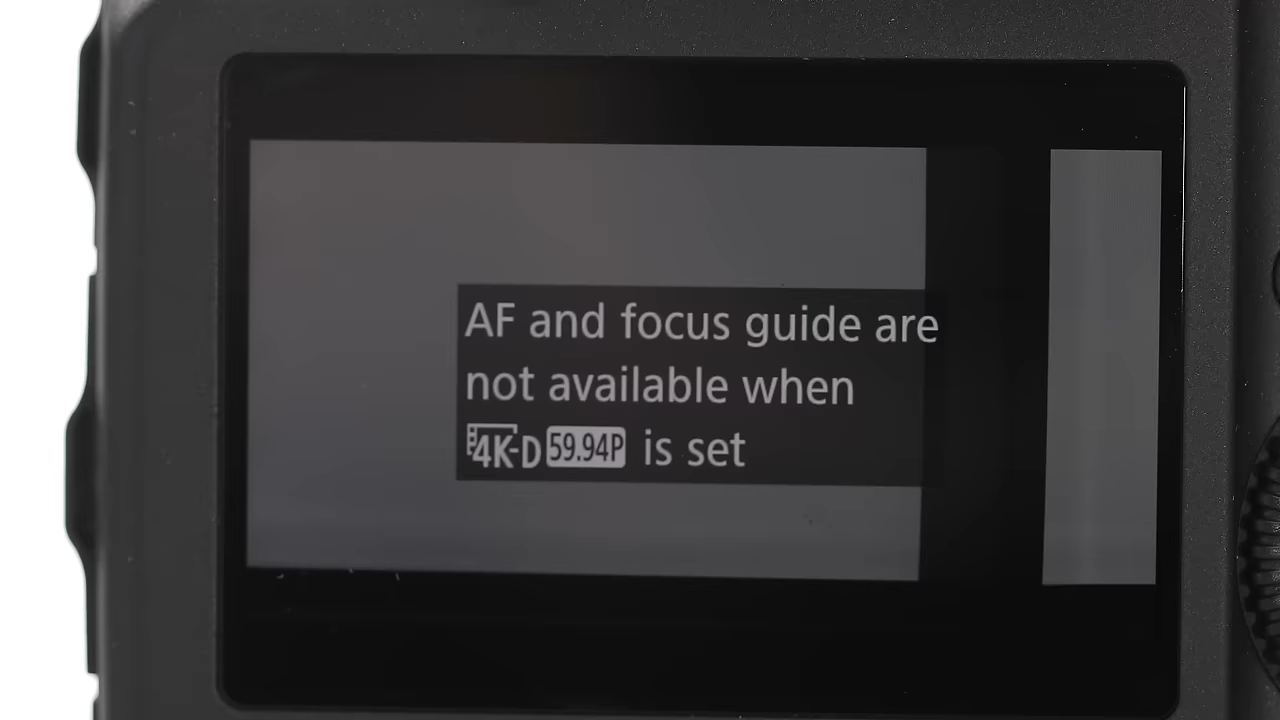 AF and focus guide are
not available when
4K-D 59.94P is set